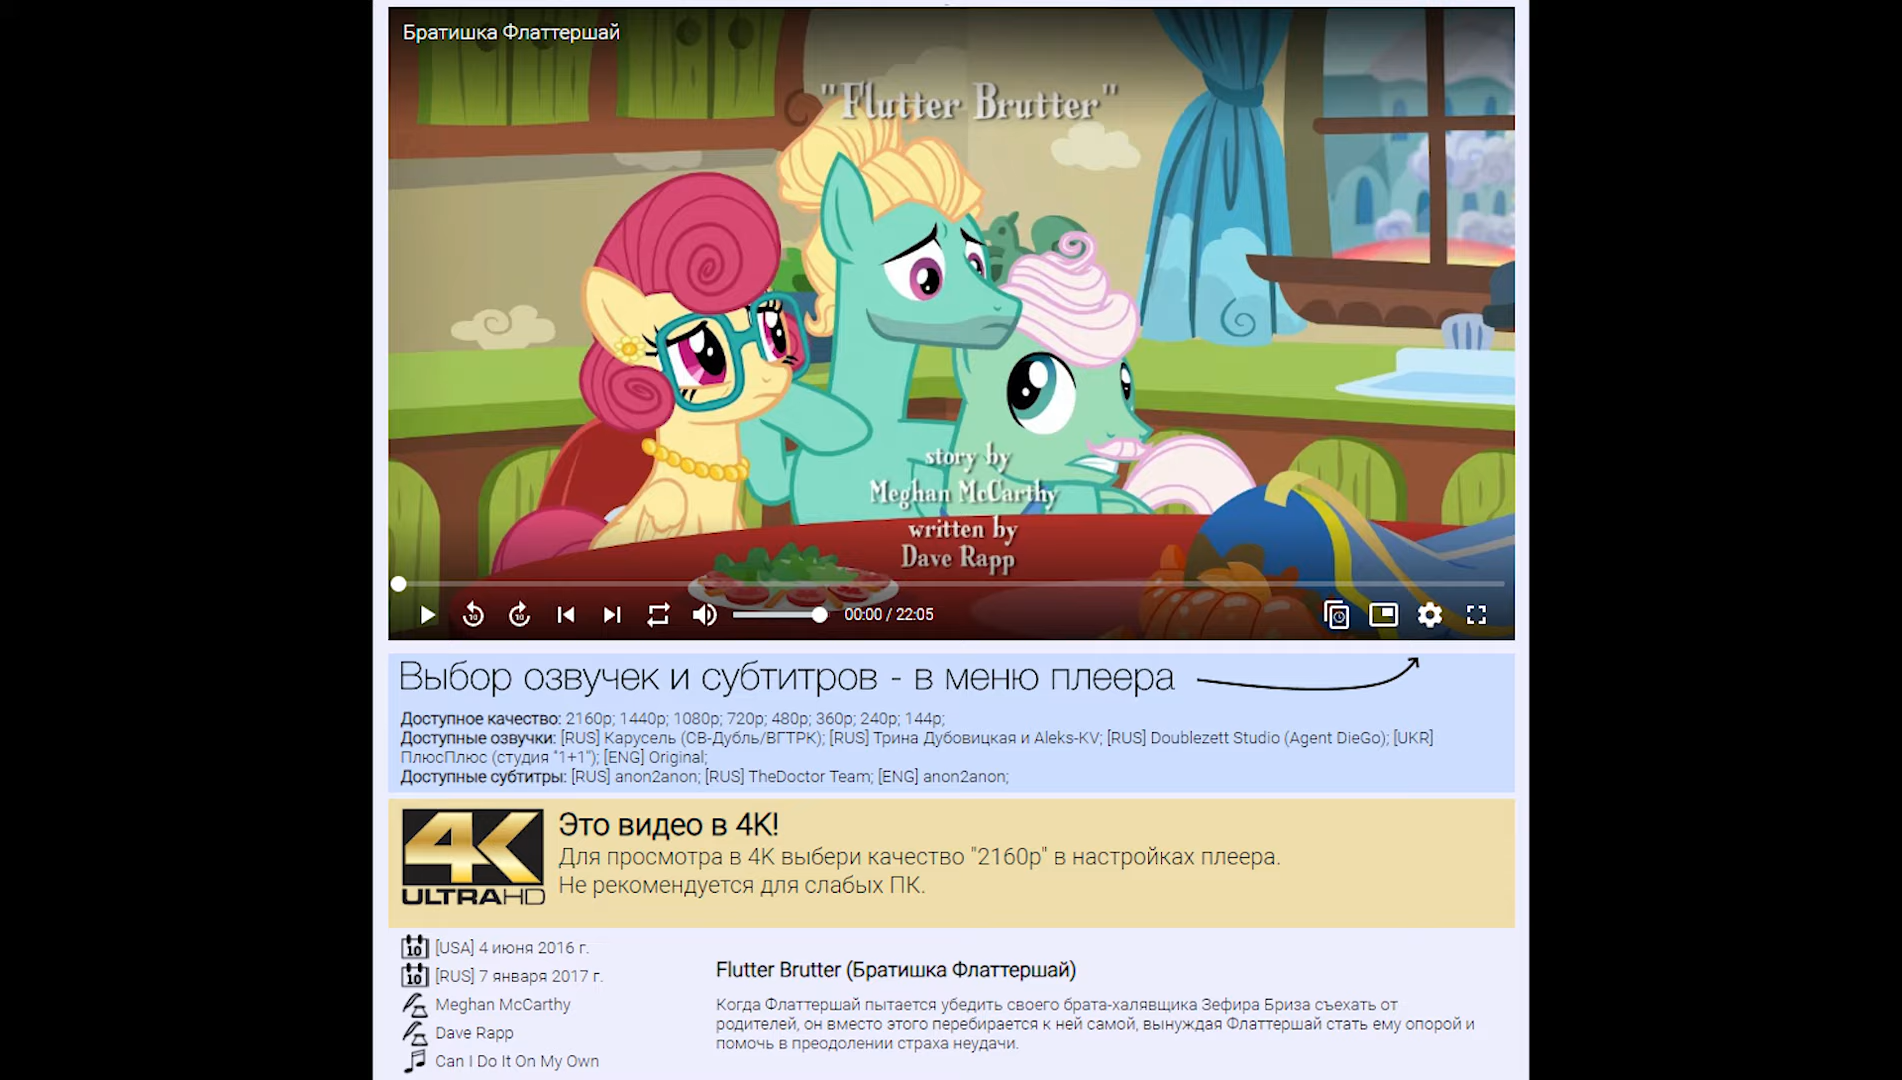 Братишка Флаттершай
"Flutter Brutter"
story by
Meghan McCarthy
written by
Dave Rapp
10
10
00:00 / 22:05
Выбор озвучек и субтитров - в меню плеера
Доступное качество: 2160p; 1440p; 1080p; 720p; 480p; 360p; 240p; 144p;
Доступные озвучки: [RUS] Карусель (СВ-Дубль/ВГТРК); [RUS] Трина Дубовицкая и Aleks-KV; [RUS] Doublezett Studio (Agent DieGo); [UKR]
ПлюсПлюс (студия "1+1"); [ENG] Original;
Доступные субтитры: [RUS] anon2anon; [RUS] TheDoctor Team; [ENG] anon2anon;
4K
ULTRAHD
Это видео в 4K!
Для просмотра в 4K выбери качество "2160p" в настройках плеера.
Не рекомендуется для слабых ПК.
10 [USA] 4 июня 2016 г.
10 [RUS] 7 января 2017 г.
Meghan McCarthy
Dave Rapp
Can I Do It On My Own
Flutter Brutter (Братишка Флаттершай)
Когда Флаттершай пытается убедить своего брата-халявщика Зефира Бриза съехать от
родителей, он вместо этого перебирается к ней самой, вынуждая Флаттершай стать ему опорой и
помочь в преодолении страха неудачи.